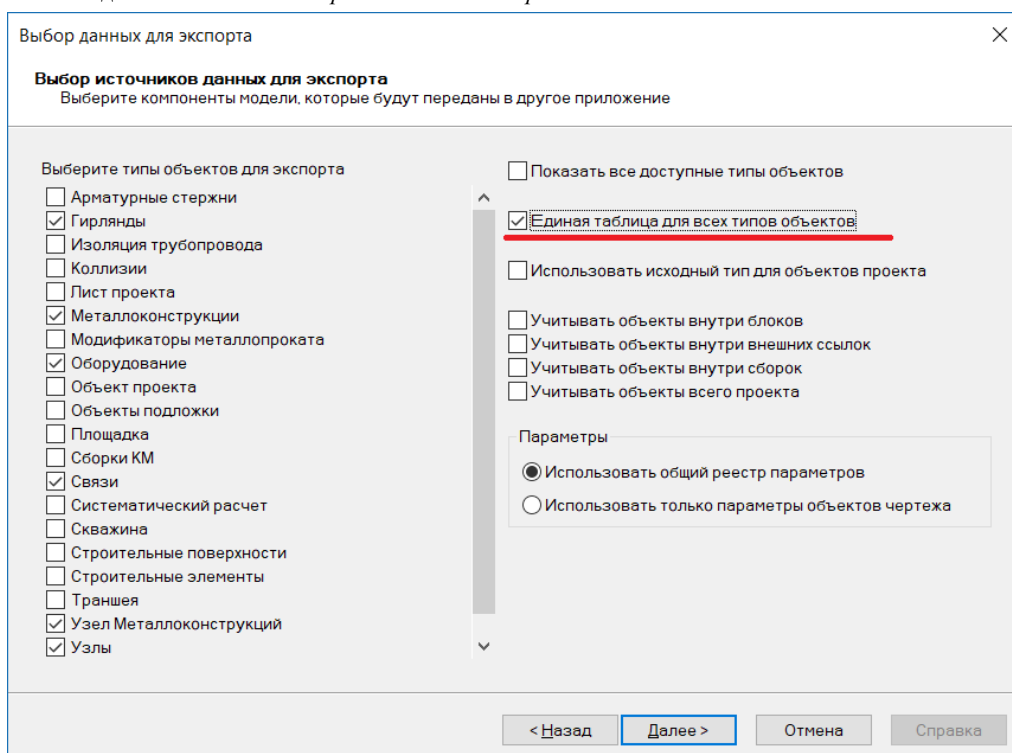 Выбор данных для экспорта
Выбор источников данных для экспорта
Выберите компоненты модели, которые будут переданы в другое приложение
Выберите типы объектов для экспорта
Арматурные стержни
Гирлянды
Изоляция трубопровода
Коллизии
Лист проекта
Металлоконструкции
Модификаторы металлопроката
Оборудование
Объект проекта
Объекты подложки
Площадка
Сборки КМ
Связи
Систематический расчет
Скважина
Строительные поверхности
Строительные элементы
Траншея
Узел Металлоконструкций
Узлы
Показать все доступные типы объектов
Единая таблица для всех типов объектов
Использовать исходный тип для объектов проекта
Учитывать объекты внутри блоков
Учитывать объекты внутри внешних ссылок
Учитывать объекты внутри сборок
Учитывать объекты всего проекта
Параметры
Использовать общий реестр параметров
Использовать только параметры объектов чертежа
< Назад
Далее >
Отмена
Справка